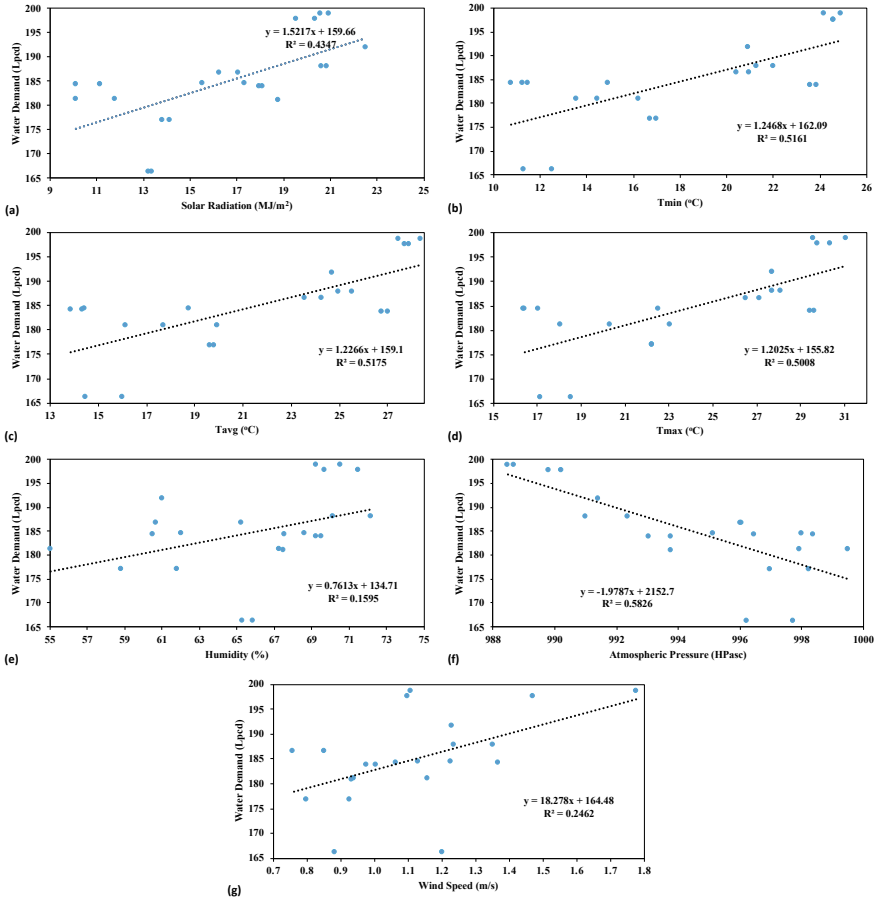 200
195
190
185
180
175
170
165
Water Demand (Lpcd)
y = 1.5217x + 159.66
R² = 0.4347
9 11 13 15 17 19 21 23 25
Solar Radiation (MJ/m²)
(a)
200
195
190
185
180
175
170
165
Water Demand (Lpcd)
y = 1.2468x + 162.09
R² = 0.5161
10 12 14 16 18 20 22 24 26
Tmin (°C)
(b)
200
195
190
185
180
175
170
165
Water Demand (Lpcd)
y = 1.2266x + 159.1
R² = 0.5175
13 15 17 19 21 23 25 27
Tavg (°C)
(c)
200
195
190
185
180
175
170
165
Water Demand (Lpcd)
y = 1.2025x + 155.82
R² = 0.5008
15 17 19 21 23 25 27 29 31
Tmax (°C)
(d)
200
195
190
185
180
175
170
165
Water Demand (Lpcd)
y = 0.7613x + 134.71
R² = 0.1595
55 57 59 61 63 65 67 69 71 73 75
Humidity (%)
(e)
200
195
190
185
180
175
170
165
Water Demand (Lpcd)
y = -1.9787x + 2152.7
R² = 0.5826
988 990 992 994 996 998 1000
Atmospheric Pressure (HPasc)
(f)
200
195
190
185
180
175
170
165
Water Demand (Lpcd)
y = 18.278x + 164.48
R² = 0.2462
0.7 0.8 0.9 1.0 1.1 1.2 1.3 1.4 1.5 1.6 1.7 1.8
Wind Speed (m/s)
(g)